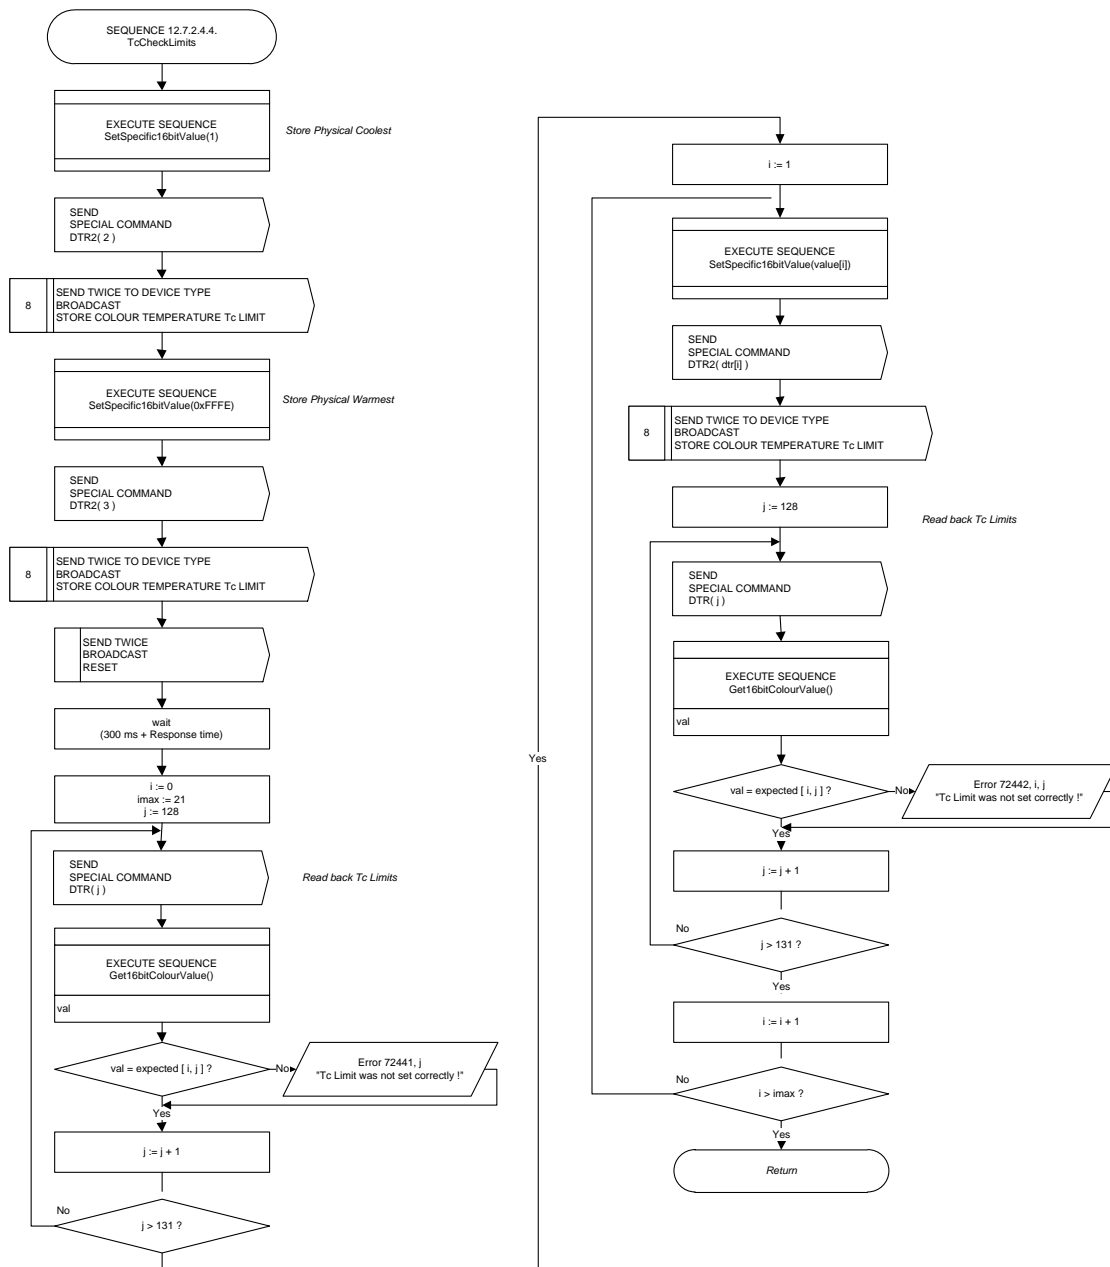 SEQUENCE 12.7.2.4.4.
TcCheckLimits
EXECUTE SEQUENCE
SetSpecific16bitValue(1)
Store Physical Coolest
SEND
SPECIAL COMMAND
DTR2( 2 )
8
SEND TWICE TO DEVICE TYPE
BROADCAST
STORE COLOUR TEMPERATURE Tc LIMIT
EXECUTE SEQUENCE
SetSpecific16bitValue(0xFFFE)
Store Physical Warmest
SEND
SPECIAL COMMAND
DTR2( 3 )
8
SEND TWICE TO DEVICE TYPE
BROADCAST
STORE COLOUR TEMPERATURE Tc LIMIT
SEND TWICE
BROADCAST
RESET
wait
(300 ms + Response time)
i := 0
imax := 21
j := 128
SEND
SPECIAL COMMAND
DTR( j )
Read back Tc Limits
EXECUTE SEQUENCE
Get16bitColourValue()
val
val = expected [ i, j ] ?
No
Error 72441, j
"Tc Limit was not set correctly !"
Yes
j := j + 1
No
j > 131 ?
Yes
i := 1
EXECUTE SEQUENCE
SetSpecific16bitValue(value[i])
SEND
SPECIAL COMMAND
DTR2( dtr[i] )
8
SEND TWICE TO DEVICE TYPE
BROADCAST
STORE COLOUR TEMPERATURE Tc LIMIT
j := 128
Read back Tc Limits
SEND
SPECIAL COMMAND
DTR( j )
EXECUTE SEQUENCE
Get16bitColourValue()
val
val = expected [ i, j ] ?
No
Error 72442, i, j
"Tc Limit was not set correctly !"
Yes
j := j + 1
No
j > 131 ?
Yes
i := i + 1
No
i > imax ?
Yes
Return